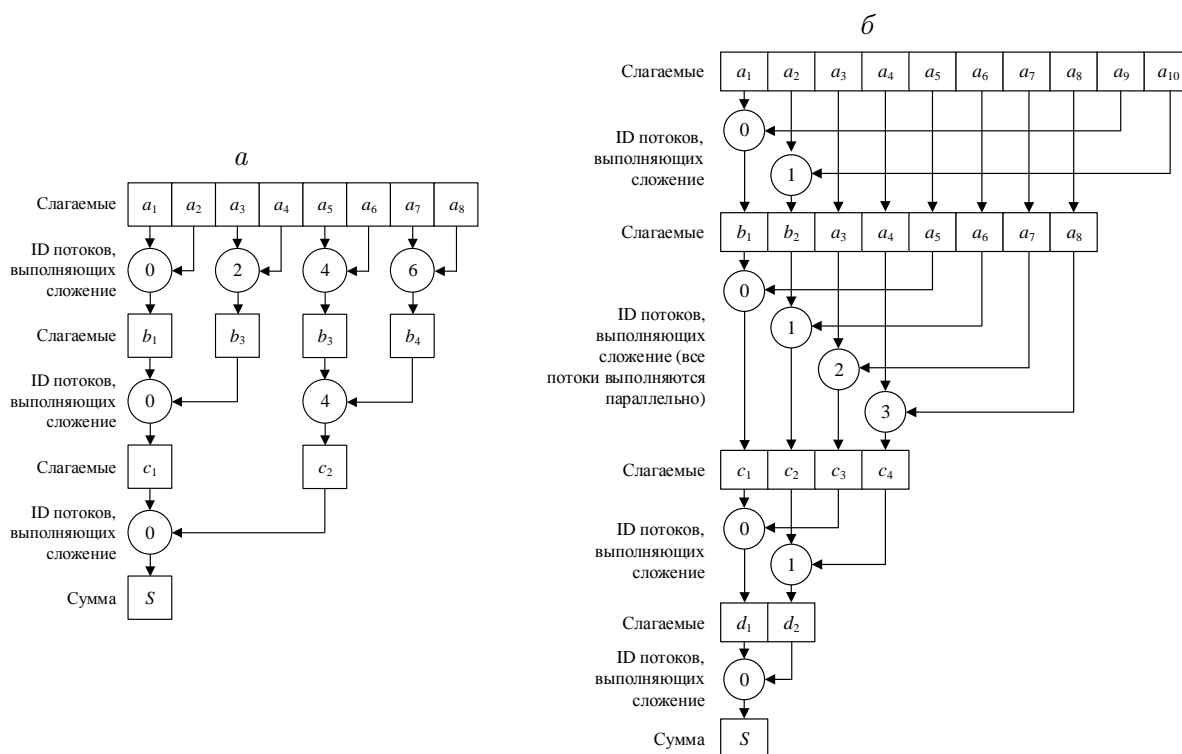 а
Слагаемые a1 a2 a3 a4 a5 a6 a7 a8
ID потоков,
выполняющих
сложение
0 2 4 6
Слагаемые b1 b3 b3 b4
ID потоков,
выполняющих
сложение
0 4
Слагаемые c1 c2
ID потоков,
выполняющих
сложение
0
Сумма S
б
Слагаемые a1 a2 a3 a4 a5 a6 a7 a8 a9 a10
0
ID потоков,
выполняющих
сложение
1
Слагаемые b1 b2 a3 a4 a5 a6 a7 a8
0
ID потоков,
выполняющих
сложение (все
потоки выполняются
параллельно)
1
2
3
Слагаемые c1 c2 c3 c4
0
ID потоков,
выполняющих
сложение
1
Слагаемые d1 d2
ID потоков,
выполняющих
сложение
0
Сумма S